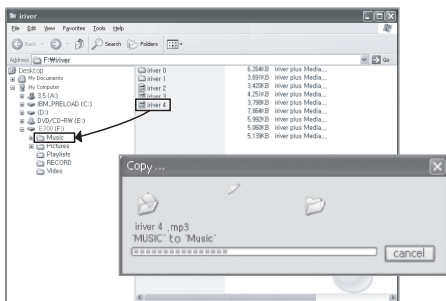 iriver
File Edit View Favorites Tools Help
Back Search Folders
Address F:₩iriver Go
Desktop
My Documents
My Computer
3,5 (A:)
IBM_PRELOAD (C:)
(D:)
DVD/CD-RW (E:)
E300 (F:)
Music
Pictures
Playlists
RECORD
Video
iriver 0 6,264KB iriver plus Media...
iriver 1 3,691KB iriver plus Media...
iriver 2 3,420KB iriver plus Media...
iriver 3 4,251KB iriver plus Media...
iriver 4 3,798KB iriver plus Media...
7,864KB iriver plus Media...
5,992KB iriver plus Media...
5,060KB iriver plus Media...
5,139KB iriver plus Media...
Copy...
iriver 4 .mp3
'MUSIC' to 'Music'
cancel